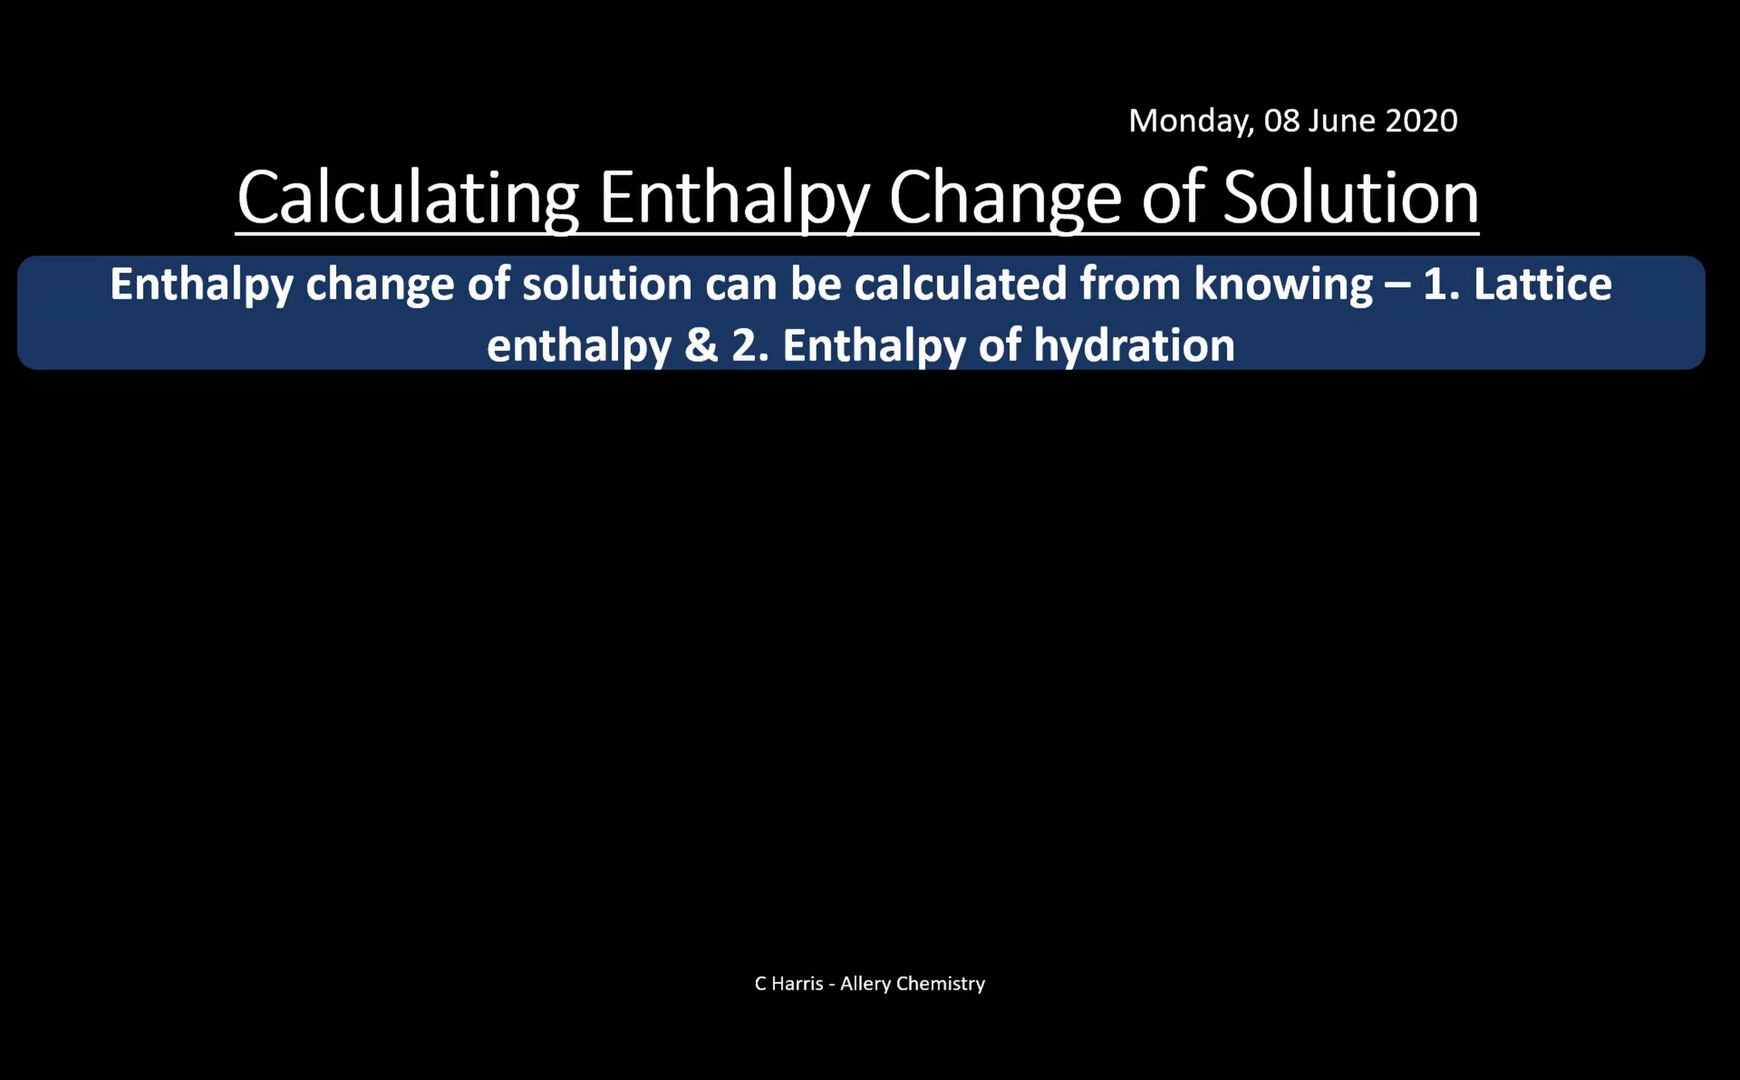 Monday, 08 June 2020
Calculating Enthalpy Change of Solution
Enthalpy change of solution can be calculated from knowing – 1. Lattice
enthalpy & 2. Enthalpy of hydration
C Harris - Allery Chemistry